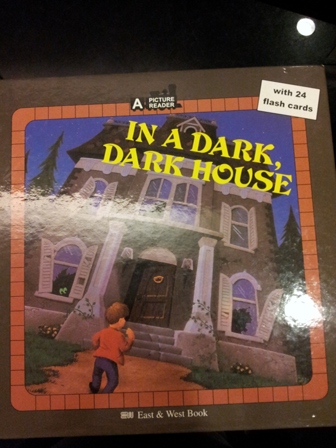 A PICTURE
READER
with 24
flash cards
IN A DARK,
DARK HOUSE
East & West Book